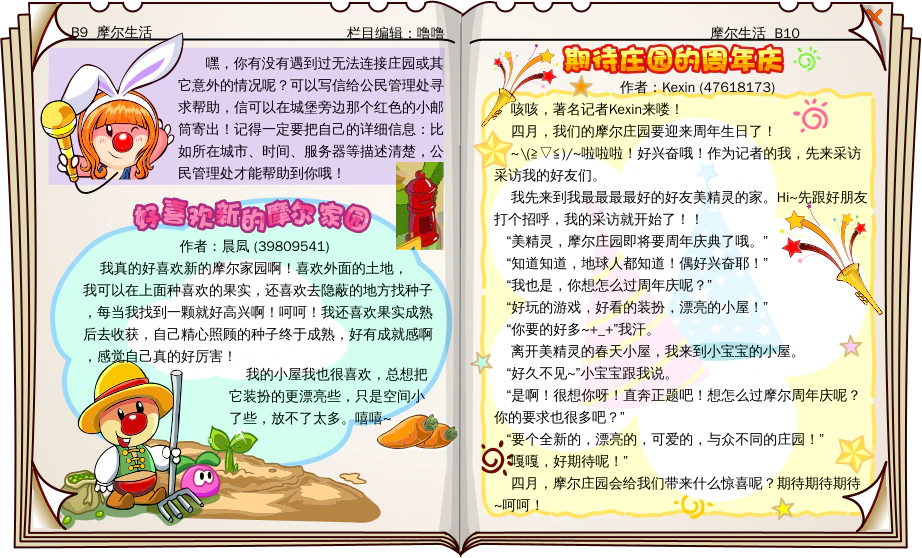 B9 摩尔生活
栏目编辑：噜噜
嘿，你有没有遇到过无法连接庄园或其
它意外的情况呢？可以写信给公民管理处寻
求帮助，信可以在城堡旁边那个红色的小邮
筒寄出！记得一定要把自己的详细信息：比
如所在城市、时间、服务器等描述清楚，公
民管理处才能帮助到你哦！
好喜欢新的摩尔家园
作者：晨凨 (39809541)
我真的好喜欢新的摩尔家园啊！喜欢外面的土地，
我可以在上面种喜欢的果实，还喜欢去隐蔽的地方找种子
，每当我找到一颗就好高兴啊！呵呵！我还喜欢果实成熟
后去收获，自己精心照顾的种子终于成熟，好有成就感啊
，感觉自己真的好厉害！
我的小屋我也很喜欢，总想把
它装扮的更漂亮些，只是空间小
了些，放不了太多。嘻嘻~
摩尔生活 B10
期待庄园的周年庆
作者：Kexin (47618173)
咳咳，著名记者Kexin来喽！
四月，我们的摩尔庄园要迎来周年生日了！
~\(≧▽≦)/~啦啦啦！好兴奋哦！作为记者的我，先来采访
采访我的好友们。
我先来到我最最最最好的好友美精灵的家。Hi~先跟好朋友
打个招呼，我的采访就开始了！！
“美精灵，摩尔庄园即将要周年庆典了哦。”
“知道知道，地球人都知道！偶好兴奋耶！”
“我也是，你想怎么过周年庆呢？”
“好玩的游戏，好看的装扮，漂亮的小屋！”
“你要的好多~+_+”我汗。
离开美精灵的春天小屋，我来到小宝宝的小屋。
“好久不见~”小宝宝跟我说。
“是啊！很想你呀！直奔正题吧！想怎么过摩尔周年庆呢？
你的要求也很多吧？”
“要个全新的，漂亮的，可爱的，与众不同的庄园！”
“嘎嘎，好期待呢！”
四月，摩尔庄园会给我们带来什么惊喜呢？期待期待期待
~呵呵！